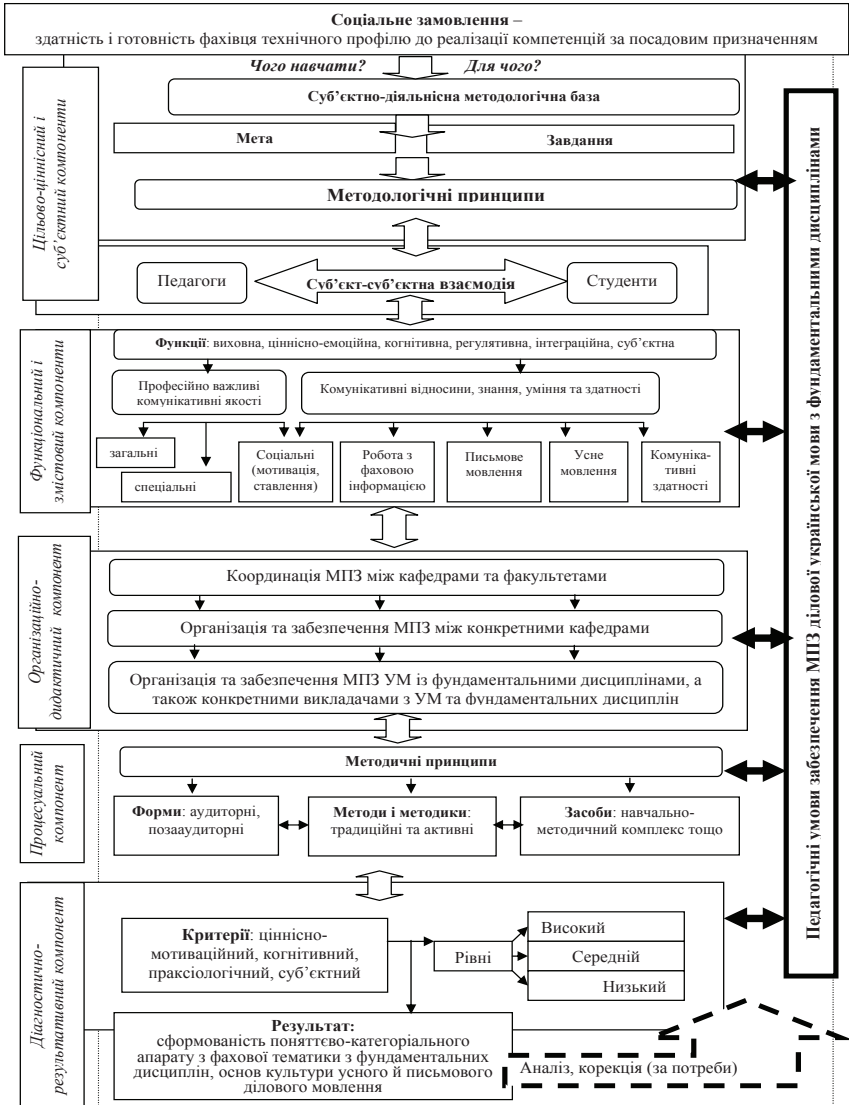 Соціальне замовлення –
здатність і готовність фахівця технічного профілю до реалізації компетенцій за посадовим призначенням
Чого навчати? Для чого?
Цільово-ціннісний і
суб’єктний компоненти
Суб’єктно-діяльнісна методологічна база
Мета
Завдання
Методологічні принципи
Педагоги
Суб’єкт-суб’єктна взаємодія
Студенти
Функціональний і
змістовий компоненти
Функції: виховна, ціннісно-емоційна, когнітивна, регулятивна, інтеграційна, суб’єктна
Професійно важливі
комунікативні якості
Комунікативні відносини, знання, уміння та здатності
загальні
спеціальні
Соціальні
(мотивація,
ставлення)
Робота з
фаховою
інформацією
Письмове
мовлення
Усне
мовлення
Комуніка-
тивні
здатності
Організаційно-
дидактичний компонент
Координація МПЗ між кафедрами та факультетами
Організація та забезпечення МПЗ між конкретними кафедрами
Організація та забезпечення МПЗ УМ із фундаментальними дисциплінами, а
також конкретними викладачами з УМ та фундаментальних дисциплін
Процесуальний
компонент
Методичні принципи
Форми: аудиторні,
позааудиторні
Методи і методики:
традиційні та активні
Засоби: навчально-
методичний комплекс тощо
Діагностично-
результативний компонент
Критерії: ціннісно-
мотиваційний, когнітивний,
праксіологічний, суб’єктний
Рівні
Високий
Середній
Низький
Результат:
сформованість поняттєво-категоріального
апарату з фахової тематики з фундаментальних
дисциплін, основ культури усного й письмового
ділового мовлення
Аналіз, корекція (за потреби)
Педагогічні умови забезпечення МПЗ ділової української мови з фундаментальними дисциплінами